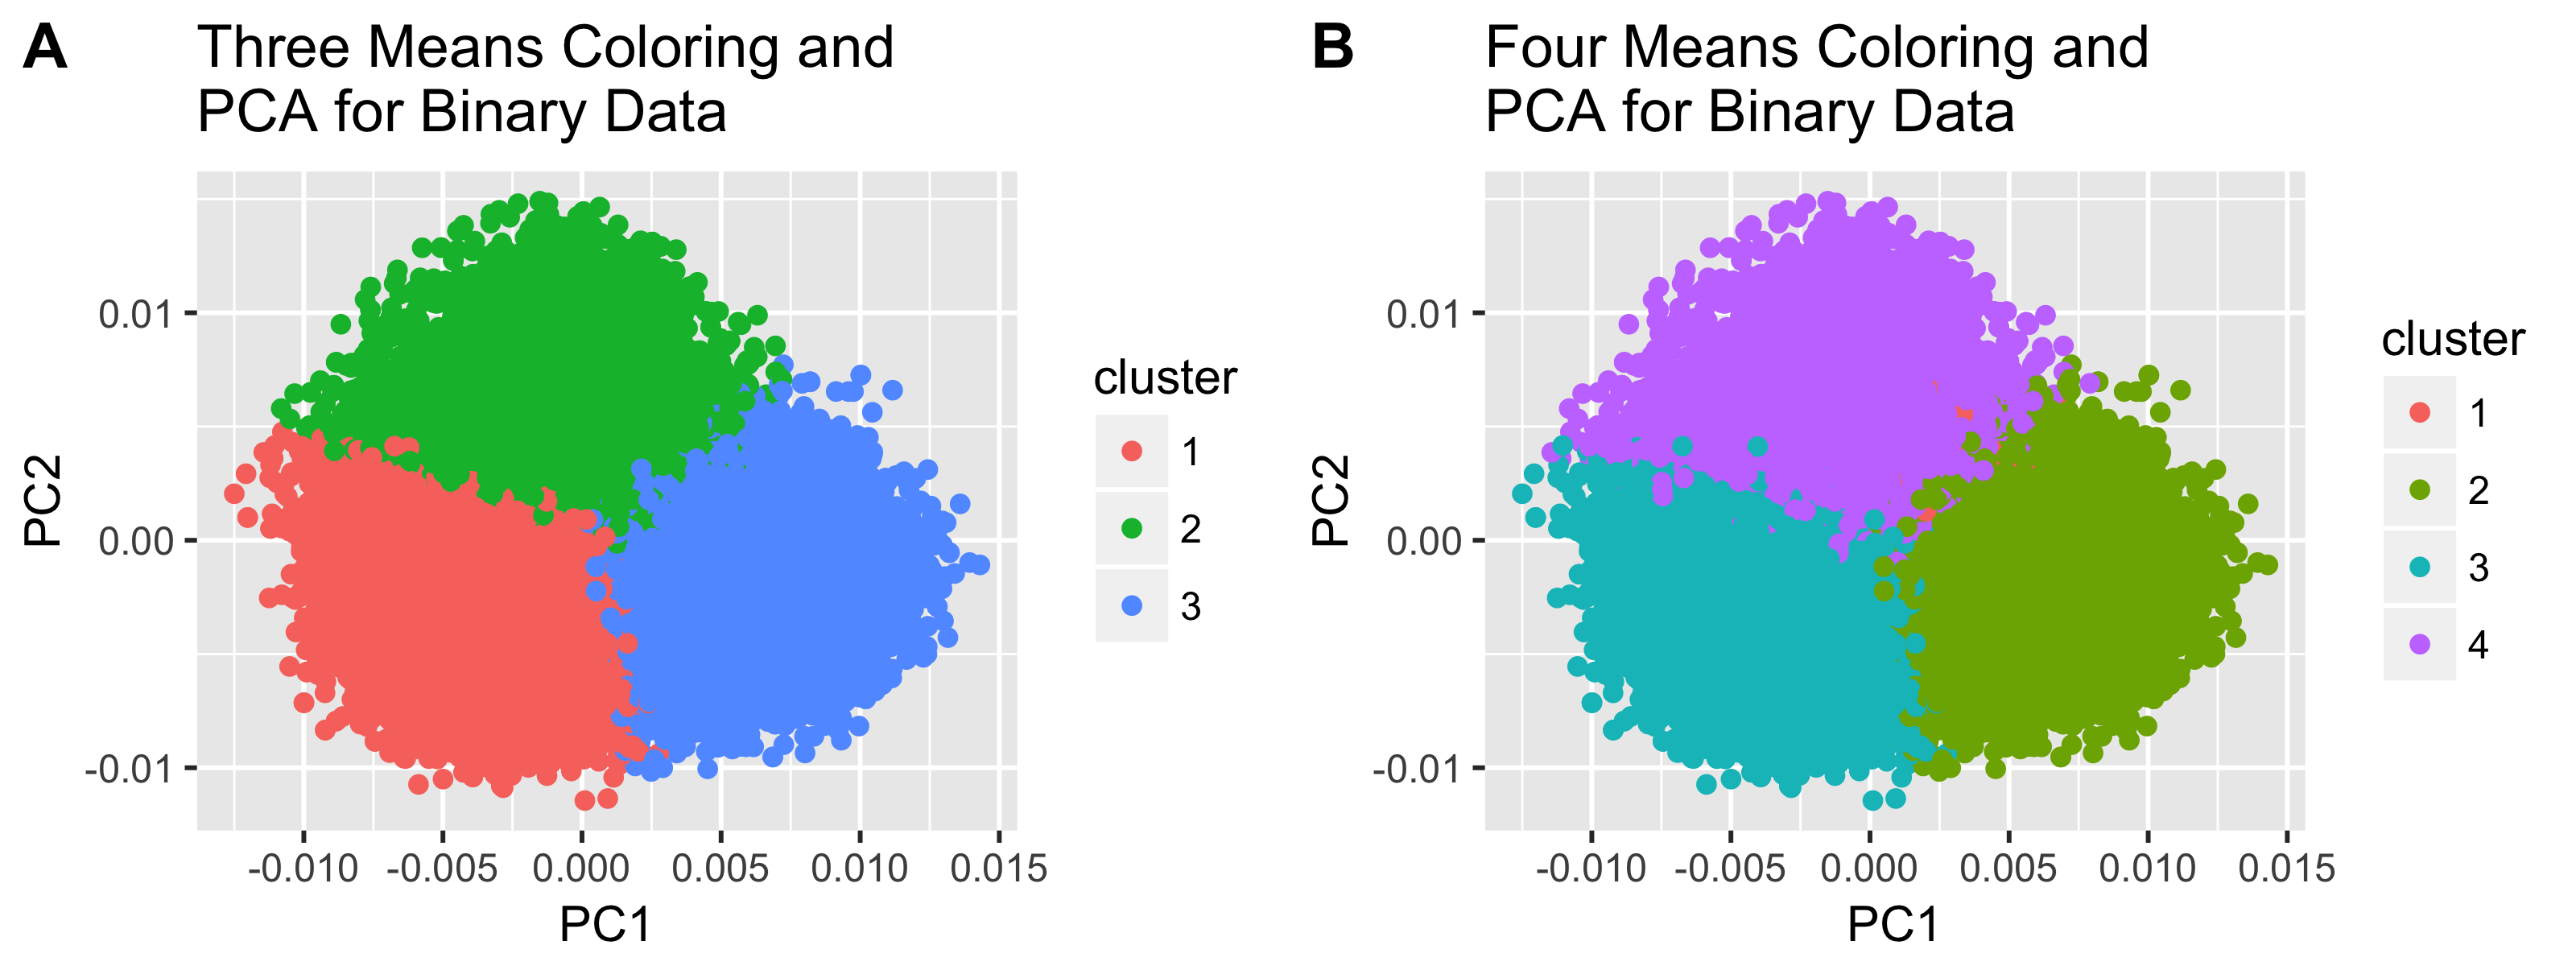 A
Three Means Coloring and
PCA for Binary Data
0.01
0.00
-0.01
PC2
-0.010 -0.005 0.000 0.005 0.010 0.015
PC1
cluster
1
2
3
B
Four Means Coloring and
PCA for Binary Data
0.01
0.00
-0.01
PC2
-0.010 -0.005 0.000 0.005 0.010 0.015
PC1
cluster
1
2
3
4